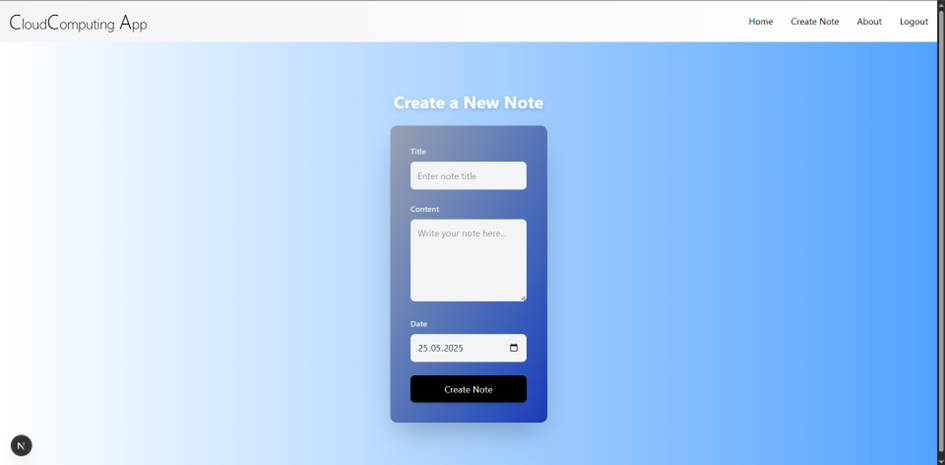 CloudComputing App
Home Create Note About Logout
Create a New Note
Title
Enter note title
Content
Write your note here...
Date
25.05.2025
Create Note
N